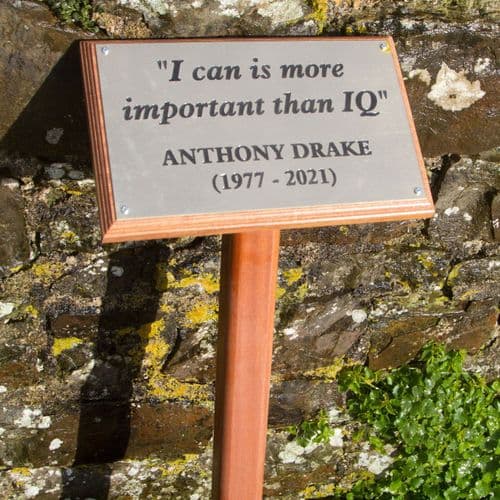 "I can is more
important than IQ"
ANTHONY DRAKE
(1977 - 2021)